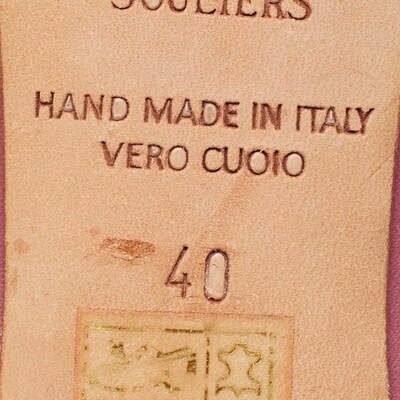 SOULIERS
HAND MADE IN ITALY
VERO CUOIO
40